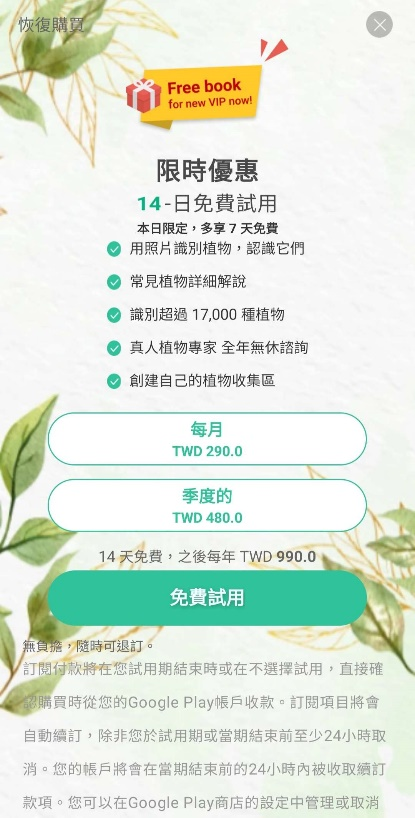 恢復購買
Free book
for new VIP now!
限時優惠
14-日免費試用
本日限定，多享 7 天免費
用照片識別植物，認識它們
常見植物詳細解說
識別超過 17,000 種植物
真人植物專家 全年無休諮詢
創建自己的植物收集區
每月
TWD 290.0
季度的
TWD 480.0
14 天免費，之後每年 TWD 990.0
免費試用
無負擔，隨時可退訂。
訂閱付款將在您試用期結束時或在不選擇試用，直接確
認購買時從您的Google Play帳戶收款。訂閱項目將會
自動續訂，除非您於試用期或當期結束前至少24小時取
消。您的帳戶將會在當期結束前的24小時內被收取續訂
款項。您可以在Google Play商店的設定中管理或取消